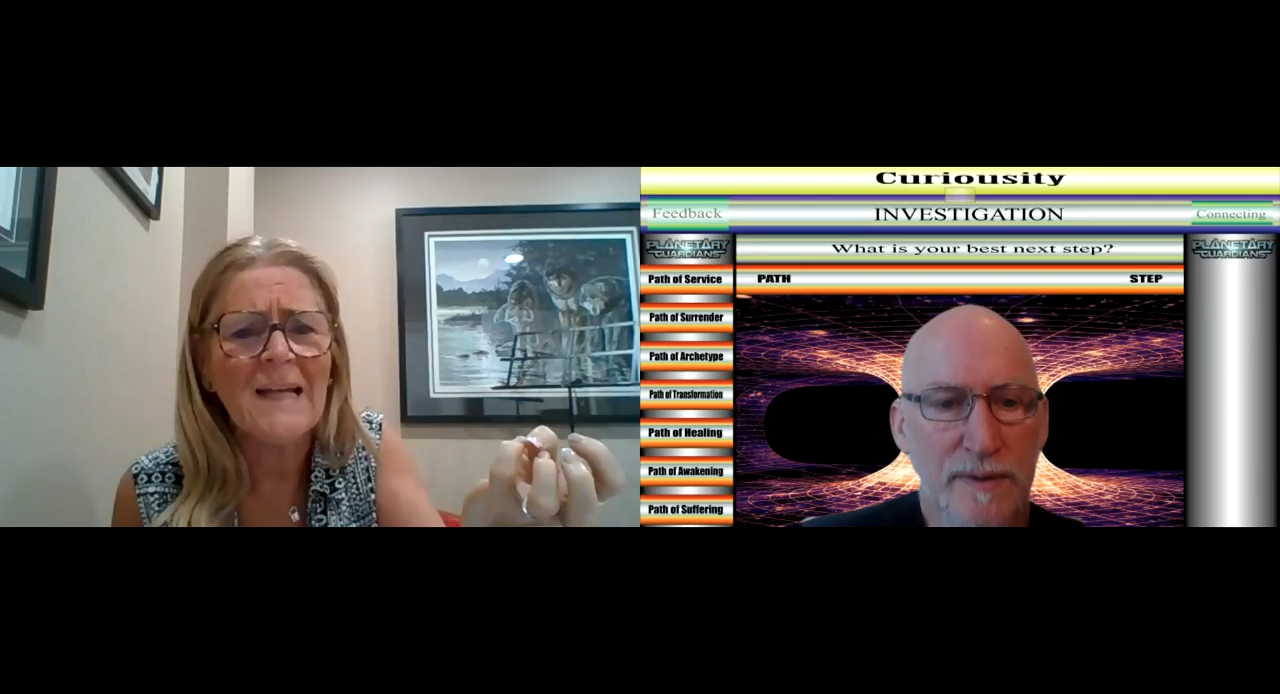 Curiousity
Feedback INVESTIGATION Connecting
PLANETARY GUARDIANS What is your best next step? PLANETARY GUARDIANS
Path of Service PATH STEP
Path of Surrender
Path of Archetype
Path of Transformation
Path of Healing
Path of Awakening
Path of Suffering